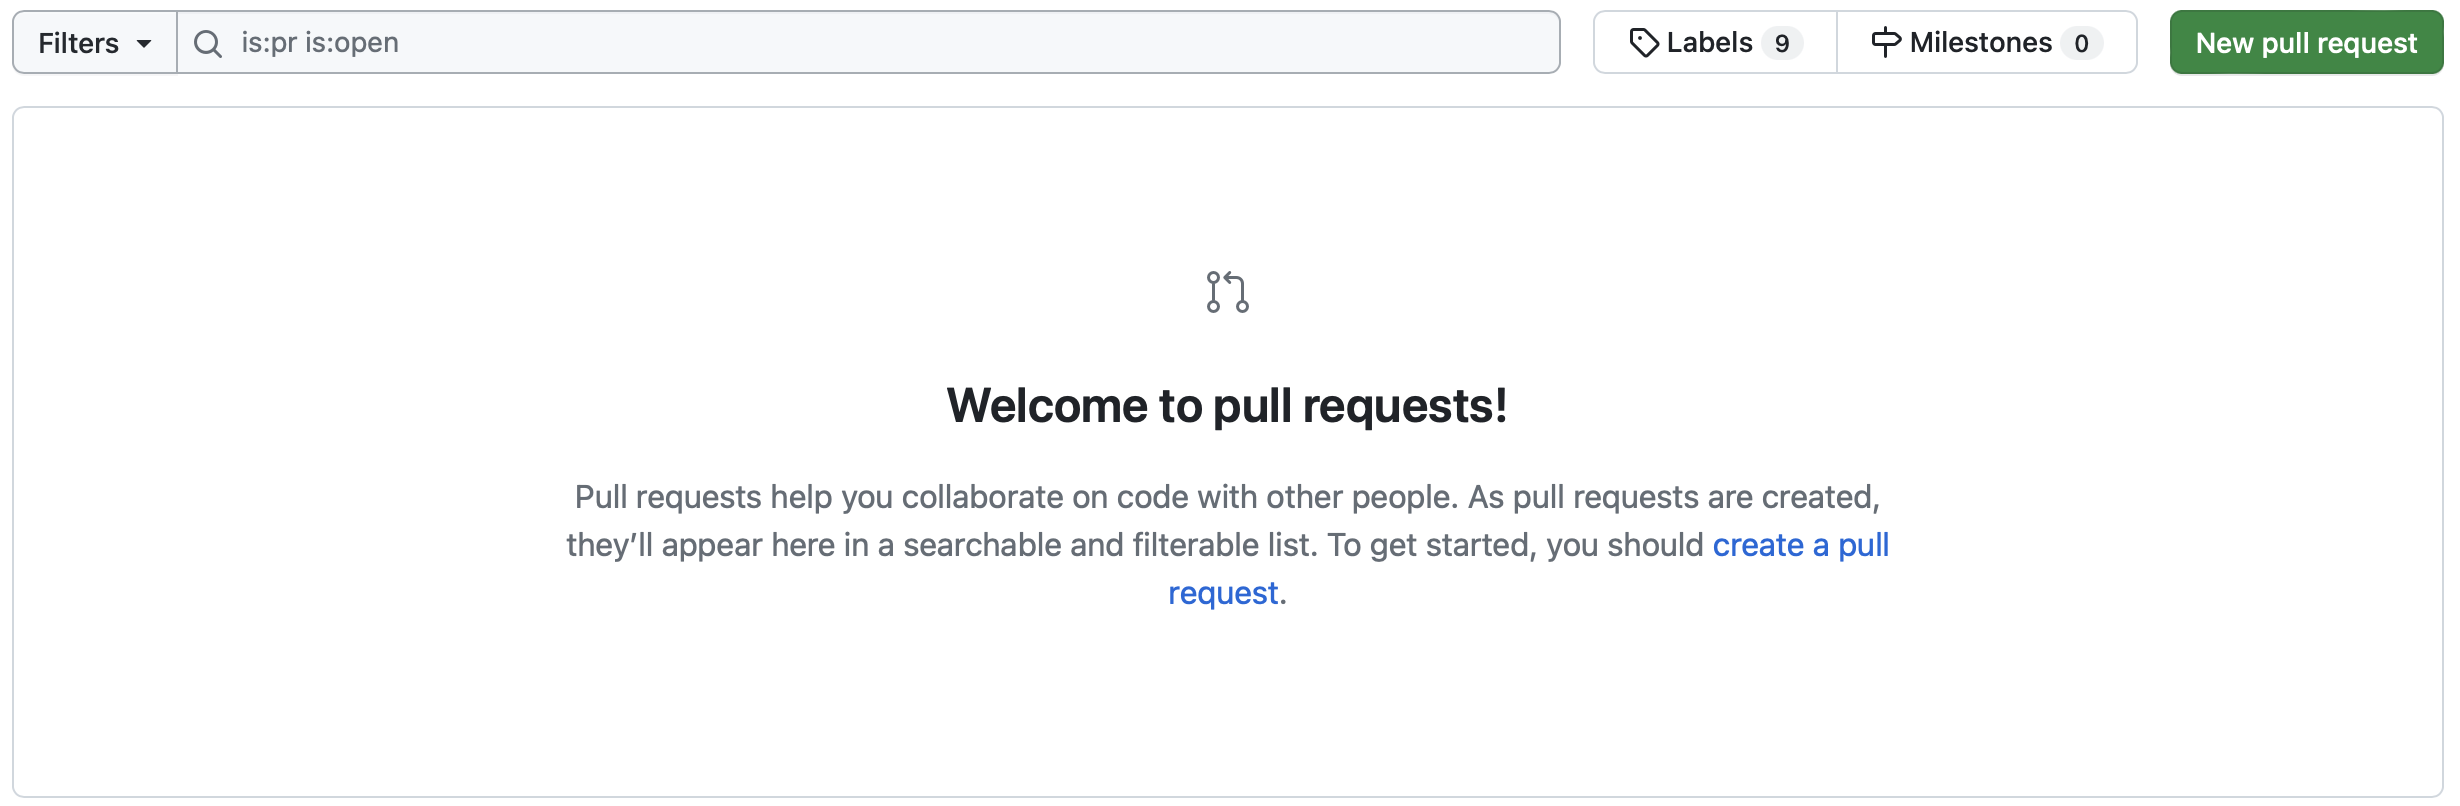 Filters is:pr is:open Labels 9 Milestones 0 New pull request
Welcome to pull requests!
Pull requests help you collaborate on code with other people. As pull requests are created,
they’ll appear here in a searchable and filterable list. To get started, you should create a pull
request.